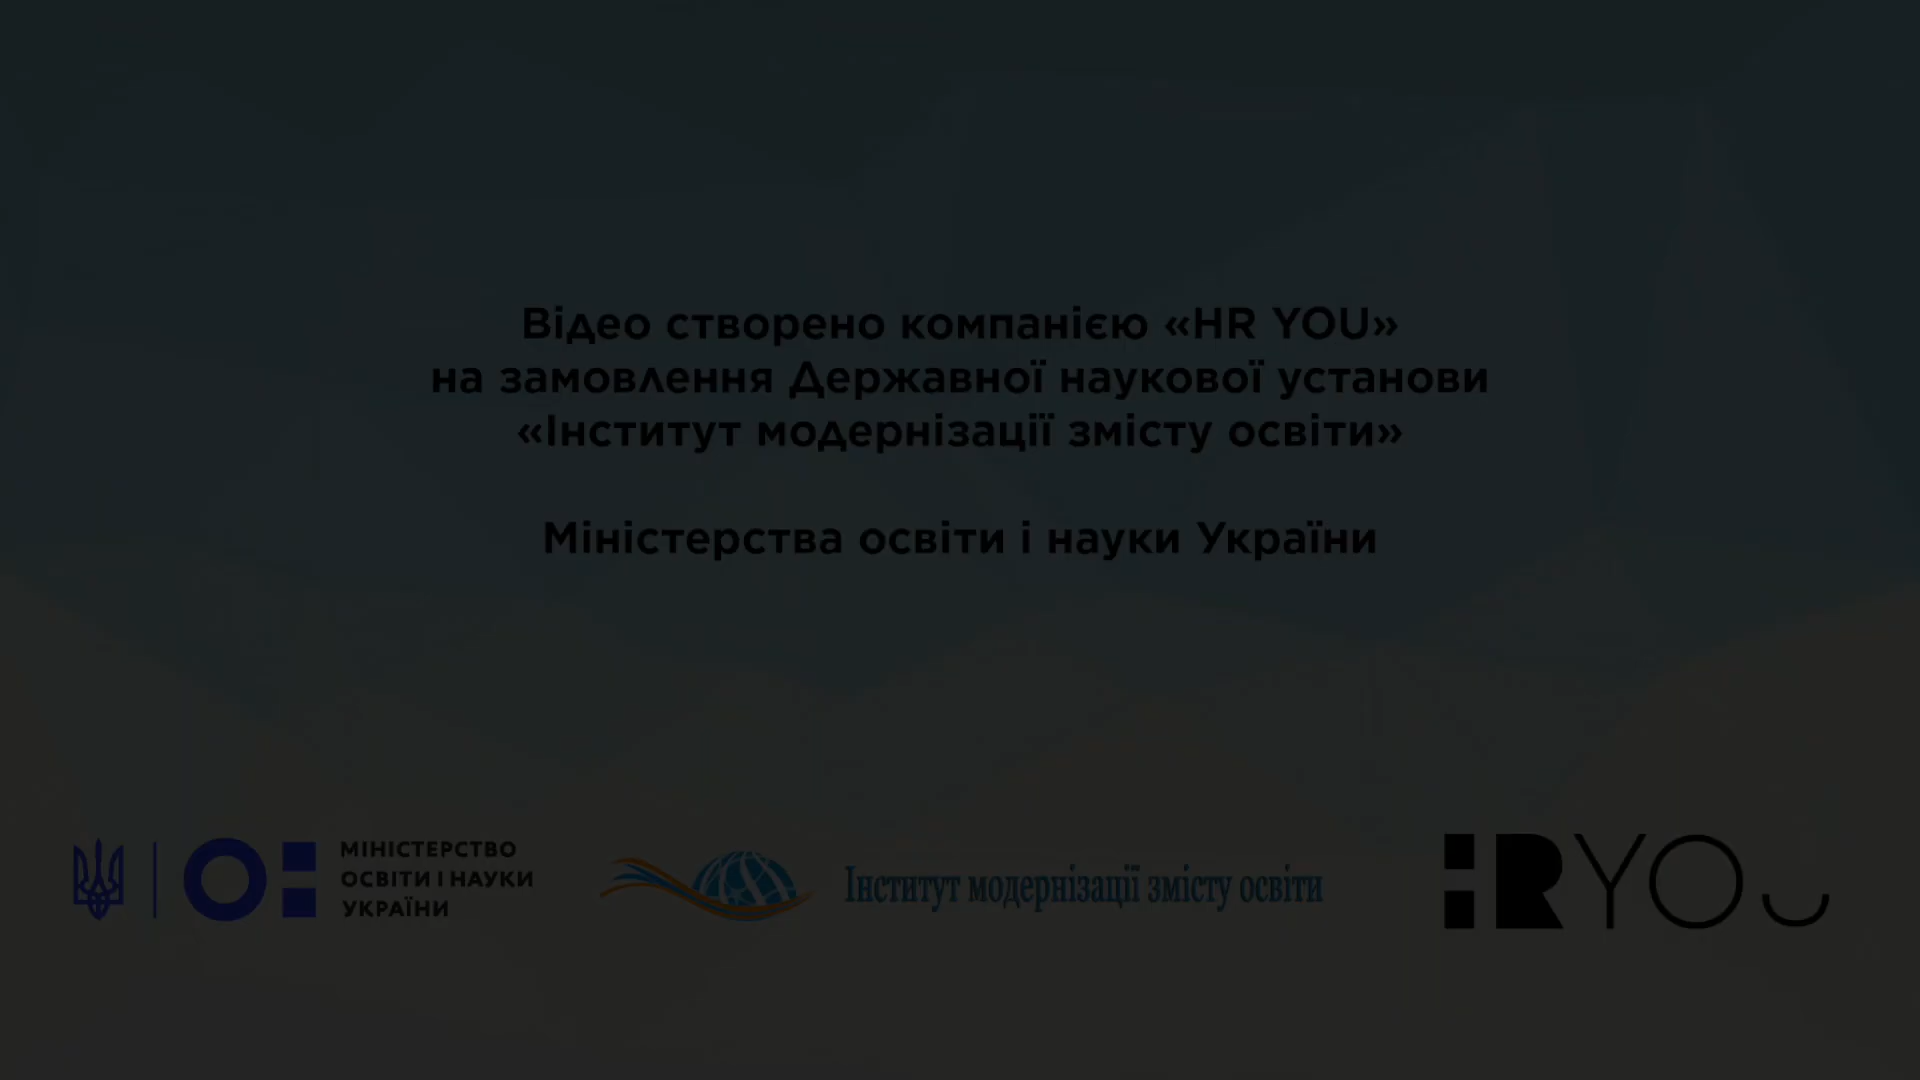 Відео створено компанією «HR YOU»
на замовлення Державної наукової установи
«Інститут модернізації змісту освіти»
Міністерства освіти і науки України
МІНІСТЕРСТВО
ОСВІТИ І НАУКИ
УКРАЇНИ
Інститут модернізації змісту освіти
HRYOU